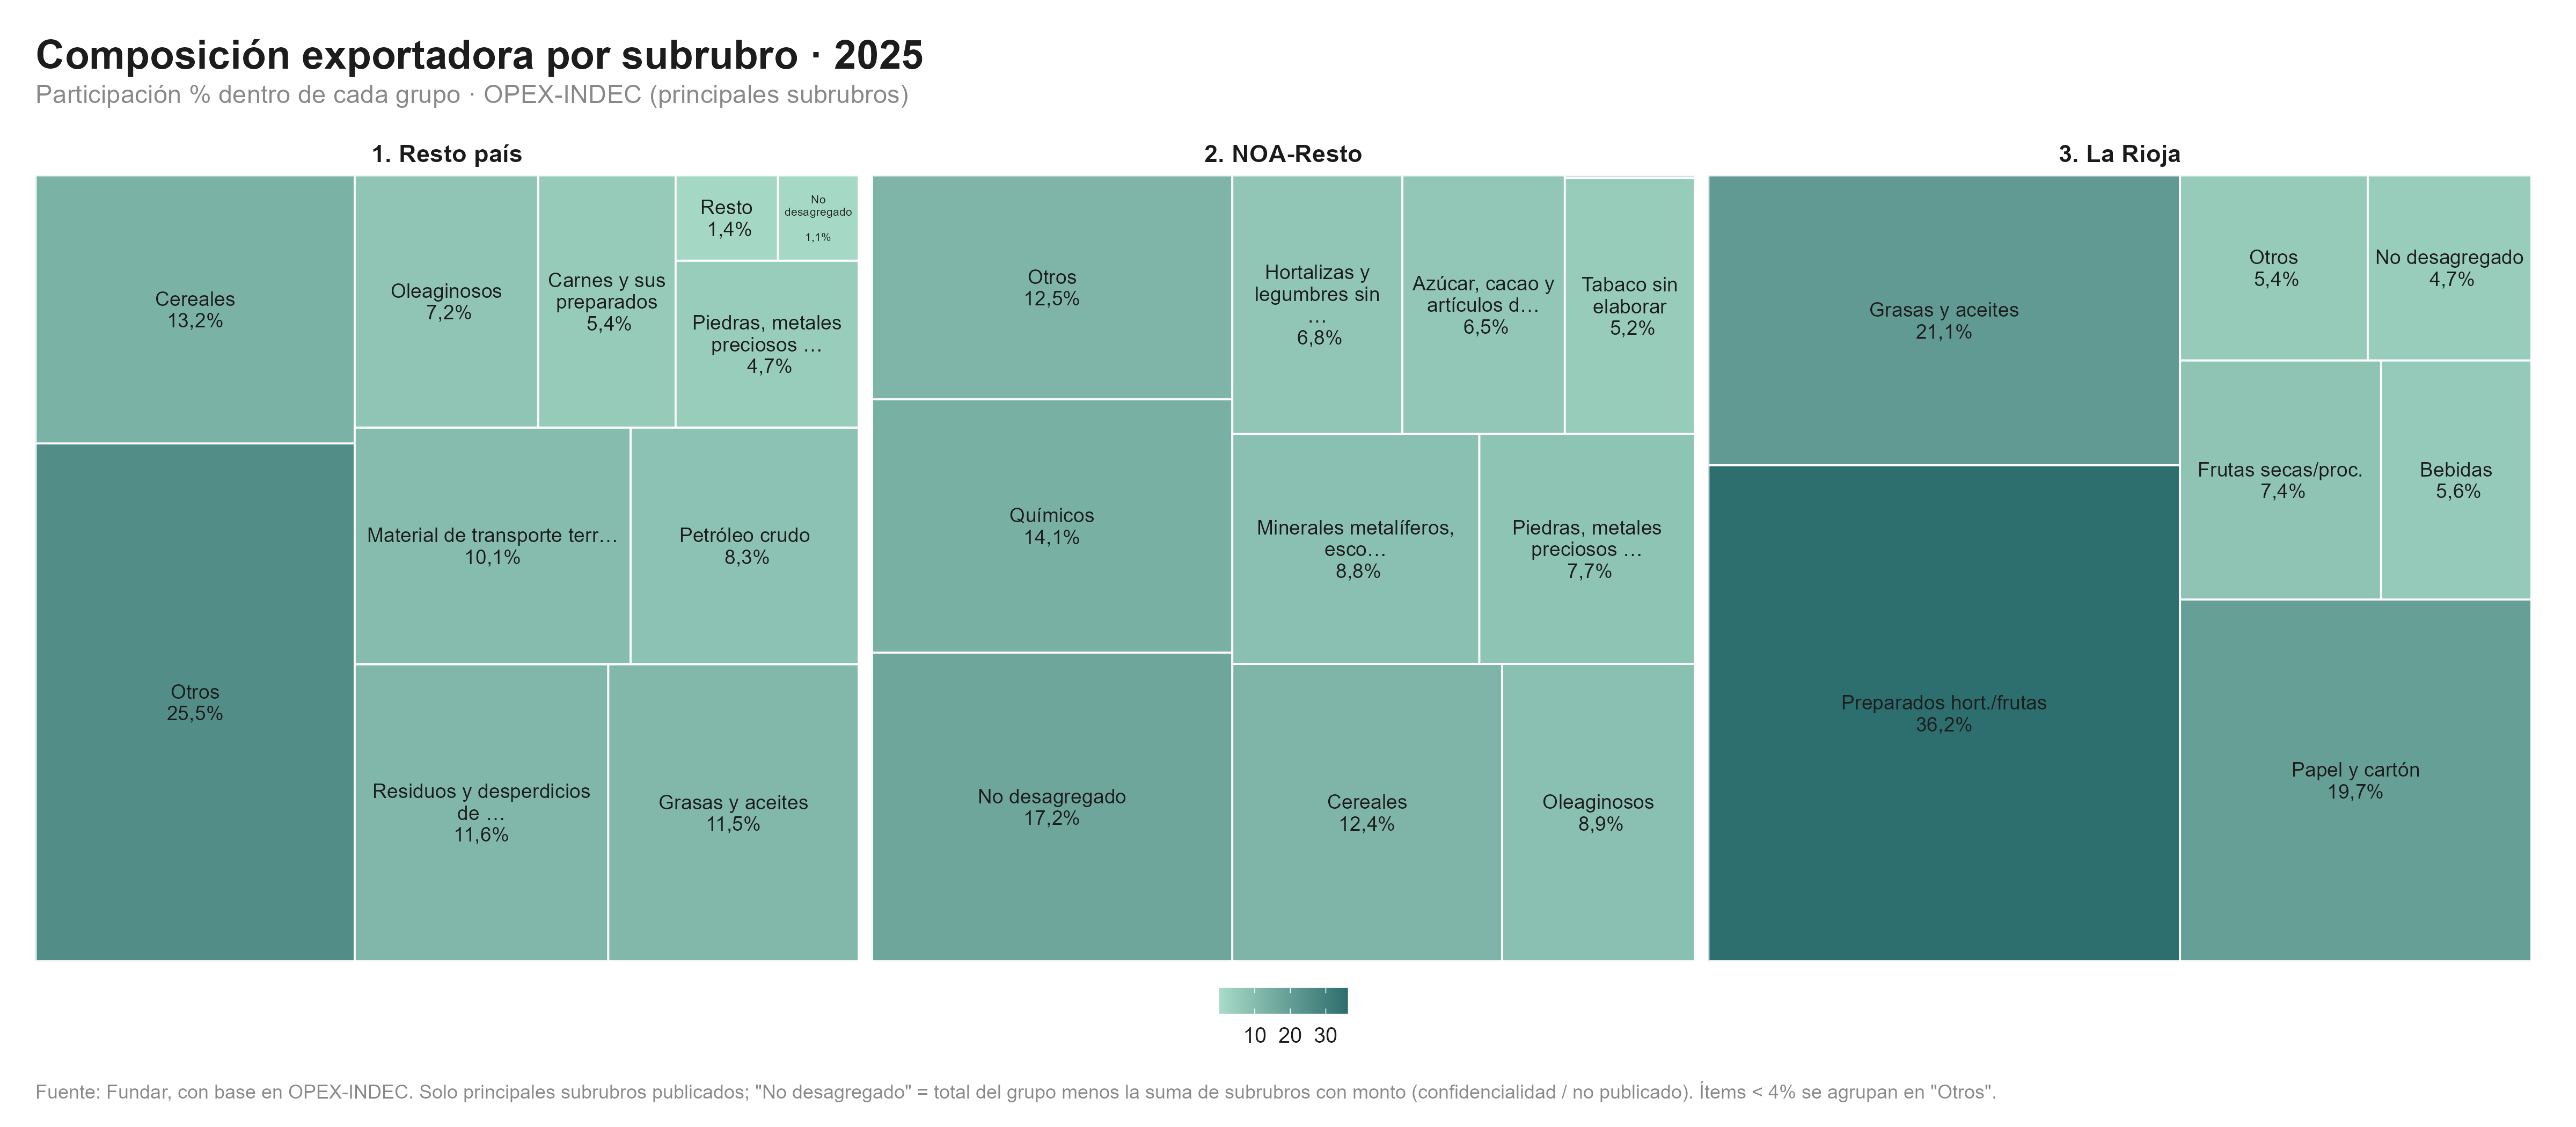 Composición exportadora por subrubro · 2025
Participación % dentro de cada grupo · OPEX-INDEC (principales subrubros)
1. Resto país
Cereales
13,2%
Oleaginosos
7,2%
Carnes y sus
preparados
5,4%
Resto
1,4%
No
desagregado
1,1%
Piedras, metales
preciosos …
4,7%
Otros
25,5%
Material de transporte terr…
10,1%
Petróleo crudo
8,3%
Residuos y desperdicios
de …
11,6%
Grasas y aceites
11,5%
2. NOA-Resto
Otros
12,5%
Hortalizas y
legumbres sin
…
6,8%
Azúcar, cacao y
artículos d…
6,5%
Tabaco sin
elaborar
5,2%
Químicos
14,1%
Minerales metalíferos,
esco…
8,8%
Piedras, metales
preciosos …
7,7%
No desagregado
17,2%
Cereales
12,4%
Oleaginosos
8,9%
3. La Rioja
Grasas y aceites
21,1%
Otros
5,4%
No desagregado
4,7%
Frutas secas/proc.
7,4%
Bebidas
5,6%
Preparados hort./frutas
36,2%
Papel y cartón
19,7%
10 20 30
Fuente: Fundar, con base en OPEX-INDEC. Solo principales subrubros publicados; "No desagregado" = total del grupo menos la suma de subrubros con monto (confidencialidad / no publicado). Ítems < 4% se agrupan en "Otros".